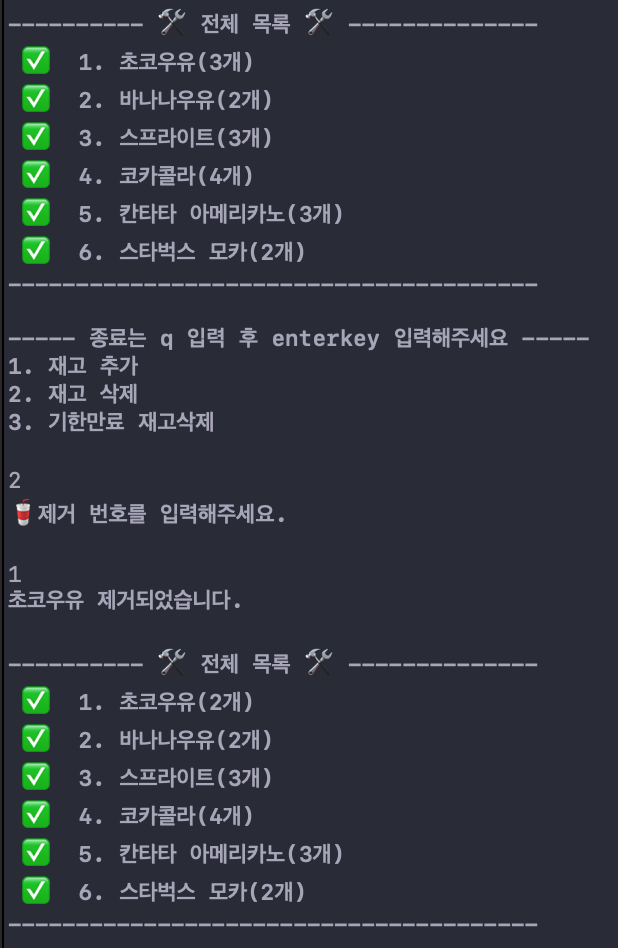 ---------- 🛠 전체 목록 🛠 --------------
✅ 1. 초코우유(3개)
✅ 2. 바나나우유(2개)
✅ 3. 스프라이트(3개)
✅ 4. 코카콜라(4개)
✅ 5. 칸타타 아메리카노(3개)
✅ 6. 스타벅스 모카(2개)
---------------------------------------
----- 종료는 q 입력 후 enterkey 입력해주세요 -----
1. 재고 추가
2. 재고 삭제
3. 기한만료 재고삭제
2
🥤제거 번호를 입력해주세요.
1
초코우유 제거되었습니다.
---------- 🛠 전체 목록 🛠 --------------
✅ 1. 초코우유(2개)
✅ 2. 바나나우유(2개)
✅ 3. 스프라이트(3개)
✅ 4. 코카콜라(4개)
✅ 5. 칸타타 아메리카노(3개)
✅ 6. 스타벅스 모카(2개)
---------------------------------------